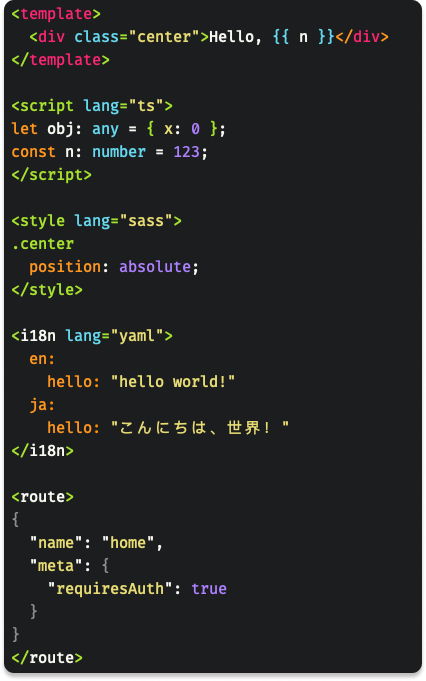 <template>
  <div class="center">Hello, {{ n }}</div>
</template>

<script lang="ts">
let obj: any = { x: 0 };
const n: number = 123;
</script>

<style lang="sass">
.center
  position: absolute;
</style>

<i18n lang="yaml">
  en:
    hello: "hello world!"
  ja:
    hello: "こんにちは、世界！"
</i18n>

<route>
{
  "name": "home",
  "meta": {
    "requiresAuth": true
  }
}
</route>